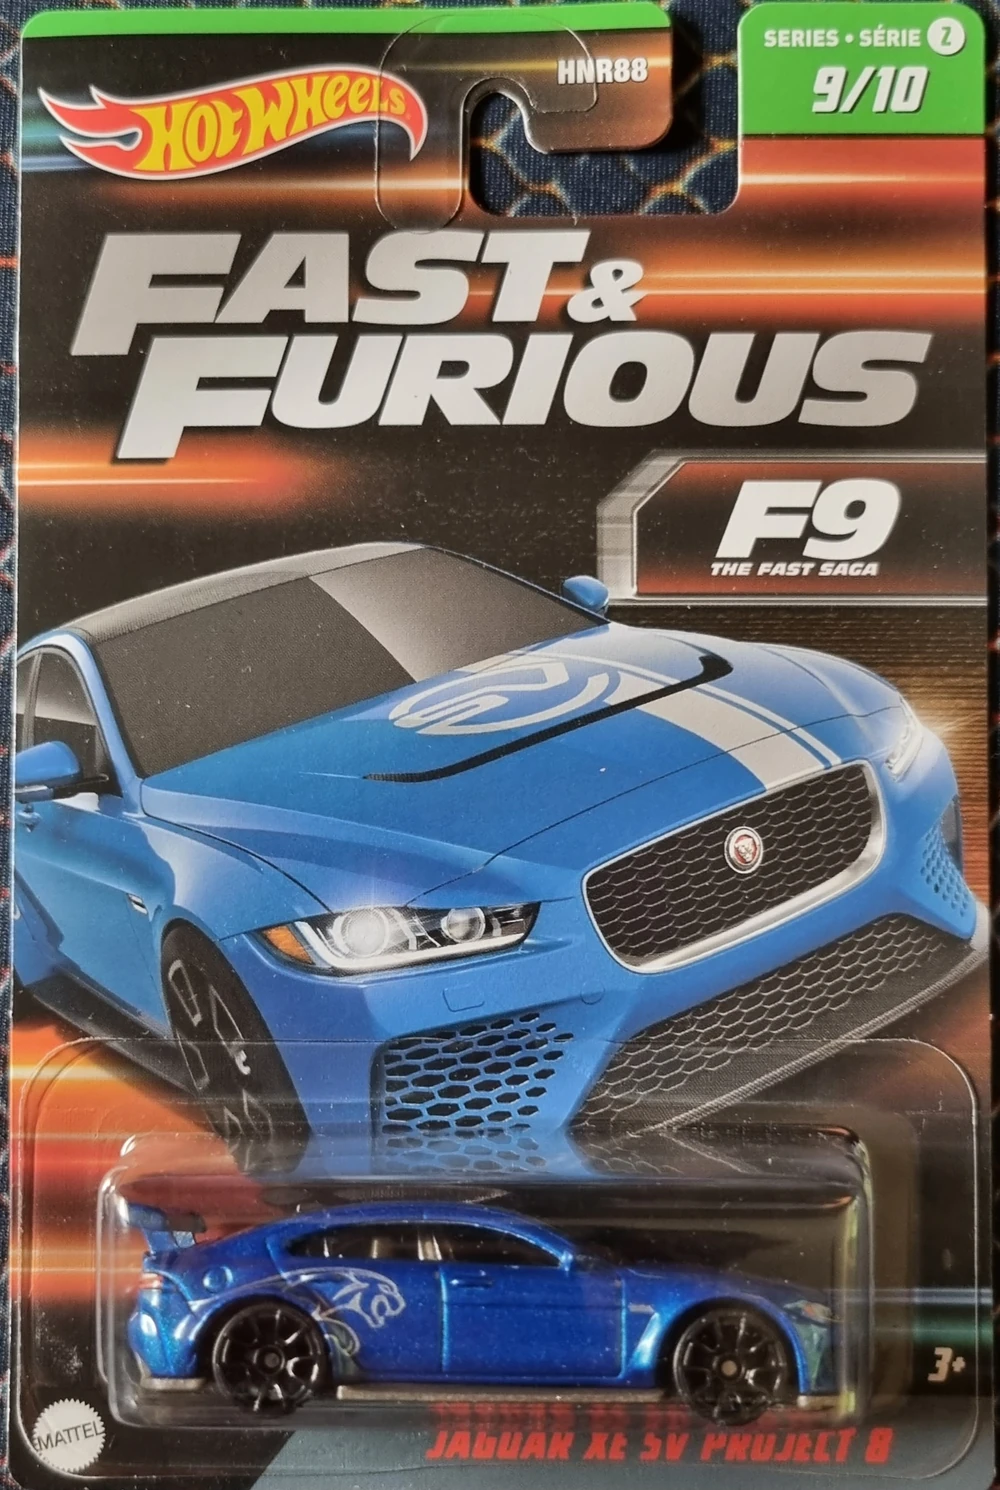 SERIES • SÉRIE 2
9/10
HNR88
HOT WHEELS
FAST &
FURIOUS
F9
THE FAST SAGA
3+
MATTEL
JAGUAR XE SV PROJECT 8